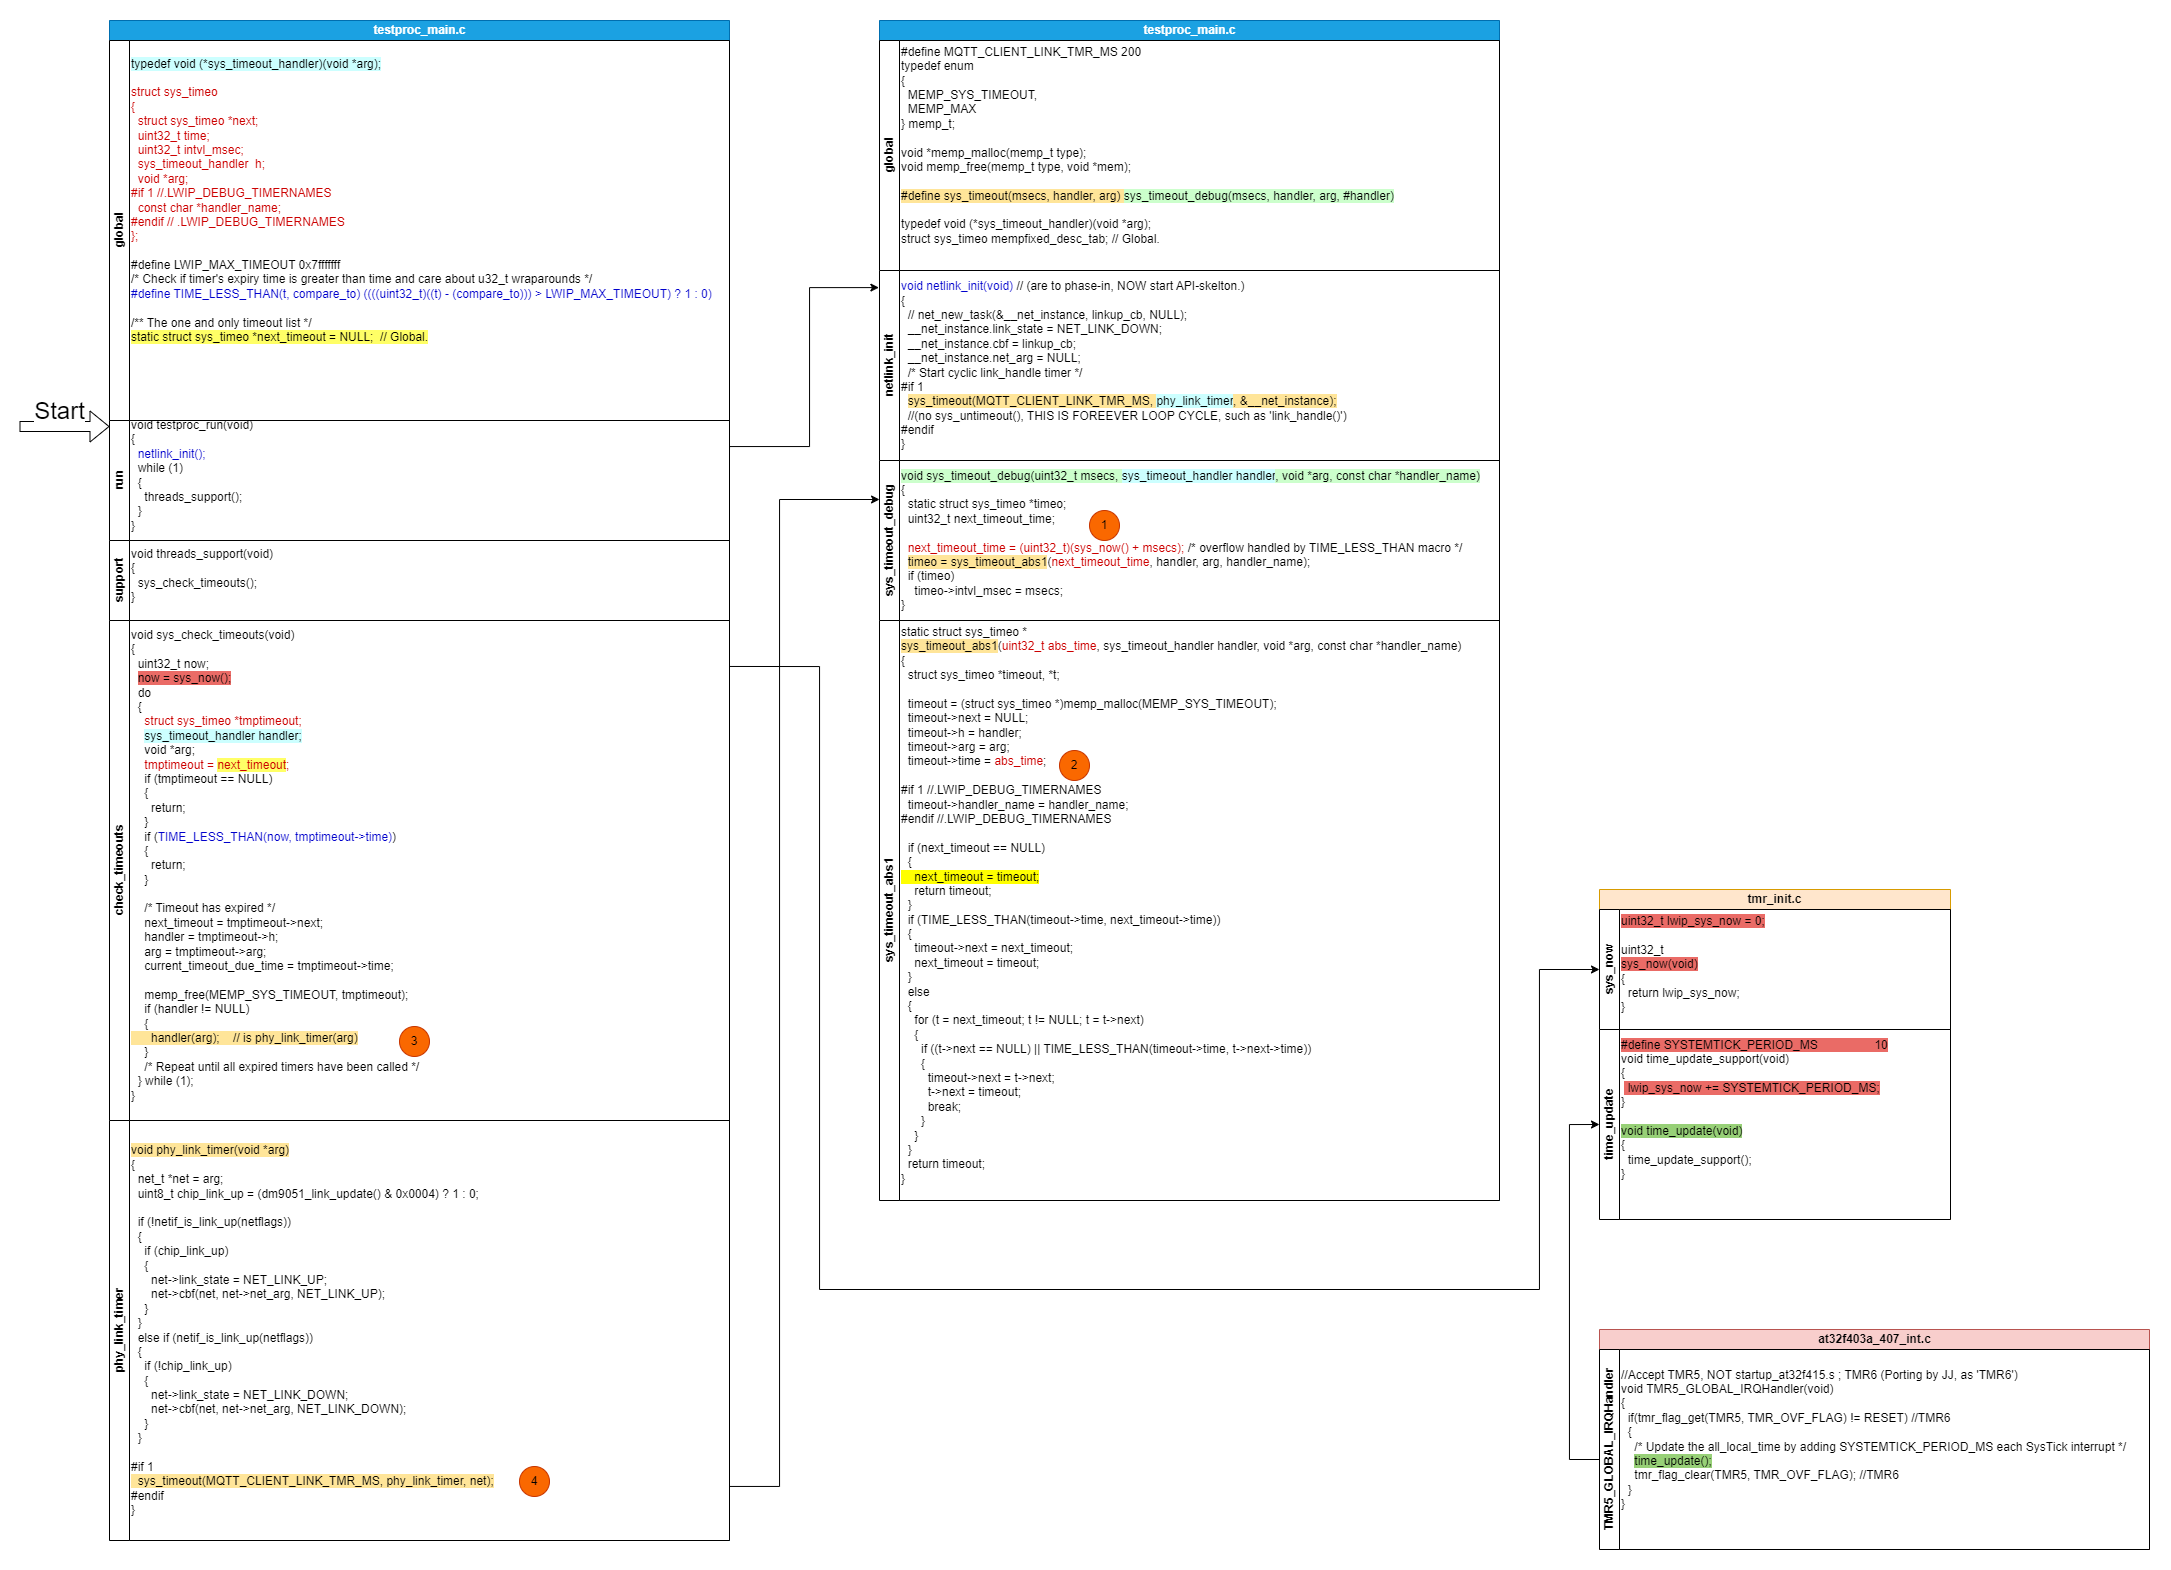 testproc_main.c
global
typedef void (*sys_timeout_handler)(void *arg);
struct sys_timeo
{
struct sys_timeo *next;
uint32_t time;
uint32_t intvl_msec;
sys_timeout_handler  h;
void *arg;
#if 1 //.LWIP_DEBUG_TIMERNAMES
const char *handler_name;
#endif // .LWIP_DEBUG_TIMERNAMES
};
#define LWIP_MAX_TIMEOUT 0x7fffffff
/* Check if timer's expiry time is greater than time and care about u32_t wraparounds */
#define TIME_LESS_THAN(t, compare_to) ((((uint32_t)((t) - (compare_to))) > LWIP_MAX_TIMEOUT) ? 1 : 0)
/** The one and only timeout list */
static struct sys_timeo *next_timeout = NULL;  // Global.
Start
run
void testproc_run(void)
{
netlink_init();
while (1)
{
threads_support();
}
}
support
void threads_support(void)
{
sys_check_timeouts();
}
check_timeouts
void sys_check_timeouts(void)
{
uint32_t now;
now = sys_now();
do
{
struct sys_timeo *tmptimeout;
sys_timeout_handler handler;
void *arg;
tmptimeout = next_timeout;
if (tmptimeout == NULL)
{
return;
}
if (TIME_LESS_THAN(now, tmptimeout->time))
{
return;
}
/* Timeout has expired */
next_timeout = tmptimeout->next;
handler = tmptimeout->h;
arg = tmptimeout->arg;
current_timeout_due_time = tmptimeout->time;
memp_free(MEMP_SYS_TIMEOUT, tmptimeout);
if (handler != NULL)
{
handler(arg);    // is phy_link_timer(arg)
3
}
/* Repeat until all expired timers have been called */
} while (1);
}
phy_link_timer
void phy_link_timer(void *arg)
{
net_t *net = arg;
uint8_t chip_link_up = (dm9051_link_update() & 0x0004) ? 1 : 0;
if (!netif_is_link_up(netflags))
{
if (chip_link_up)
{
net->link_state = NET_LINK_UP;
net->cbf(net, net->net_arg, NET_LINK_UP);
}
}
else if (netif_is_link_up(netflags))
{
if (!chip_link_up)
{
net->link_state = NET_LINK_DOWN;
net->cbf(net, net->net_arg, NET_LINK_DOWN);
}
}
#if 1
sys_timeout(MQTT_CLIENT_LINK_TMR_MS, phy_link_timer, net);
4
#endif
}
testproc_main.c
global
#define MQTT_CLIENT_LINK_TMR_MS 200
typedef enum
{
MEMP_SYS_TIMEOUT,
MEMP_MAX
} memp_t;
void *memp_malloc(memp_t type);
void memp_free(memp_t type, void *mem);
#define sys_timeout(msecs, handler, arg) sys_timeout_debug(msecs, handler, arg, #handler)
typedef void (*sys_timeout_handler)(void *arg);
struct sys_timeo mempfixed_desc_tab; // Global.
netlink_init
void netlink_init(void) // (are to phase-in, NOW start API-skelton.)
{
// net_new_task(&__net_instance, linkup_cb, NULL);
__net_instance.link_state = NET_LINK_DOWN;
__net_instance.cbf = linkup_cb;
__net_instance.net_arg = NULL;
/* Start cyclic link_handle timer */
#if 1
sys_timeout(MQTT_CLIENT_LINK_TMR_MS, phy_link_timer, &__net_instance);
//(no sys_untimeout(), THIS IS FOREEVER LOOP CYCLE, such as 'link_handle()')
#endif
}
sys_timeout_debug
void sys_timeout_debug(uint32_t msecs, sys_timeout_handler handler, void *arg, const char *handler_name)
{
static struct sys_timeo *timeo;
uint32_t next_timeout_time;
1
next_timeout_time = (uint32_t)(sys_now() + msecs); /* overflow handled by TIME_LESS_THAN macro */
timeo = sys_timeout_abs1(next_timeout_time, handler, arg, handler_name);
if (timeo)
timeo->intvl_msec = msecs;
}
sys_timeout_abs1
static struct sys_timeo *
sys_timeout_abs1(uint32_t abs_time, sys_timeout_handler handler, void *arg, const char *handler_name)
{
struct sys_timeo *timeout, *t;
timeout = (struct sys_timeo *)memp_malloc(MEMP_SYS_TIMEOUT);
timeout->next = NULL;
timeout->h = handler;
timeout->arg = arg;
timeout->time = abs_time;
2
#if 1 //.LWIP_DEBUG_TIMERNAMES
timeout->handler_name = handler_name;
#endif //.LWIP_DEBUG_TIMERNAMES
if (next_timeout == NULL)
{
next_timeout = timeout;
return timeout;
}
if (TIME_LESS_THAN(timeout->time, next_timeout->time))
{
timeout->next = next_timeout;
next_timeout = timeout;
}
else
{
for (t = next_timeout; t != NULL; t = t->next)
{
if ((t->next == NULL) || TIME_LESS_THAN(timeout->time, t->next->time))
{
timeout->next = t->next;
t->next = timeout;
break;
}
}
}
return timeout;
}
tmr_init.c
sys_now
uint32_t lwip_sys_now = 0;
uint32_t
sys_now(void)
{
return lwip_sys_now;
}
time_update
#define SYSTEMTICK_PERIOD_MS                 10
void time_update_support(void)
{
lwip_sys_now += SYSTEMTICK_PERIOD_MS;
}
void time_update(void)
{
time_update_support();
}
at32f403a_407_int.c
TMR5_GLOBAL_IRQHandler
//Accept TMR5, NOT startup_at32f415.s ; TMR6 (Porting by JJ, as 'TMR6')
void TMR5_GLOBAL_IRQHandler(void)
{
if(tmr_flag_get(TMR5, TMR_OVF_FLAG) != RESET) //TMR6
{
/* Update the all_local_time by adding SYSTEMTICK_PERIOD_MS each SysTick interrupt */
time_update();
tmr_flag_clear(TMR5, TMR_OVF_FLAG); //TMR6
}
}